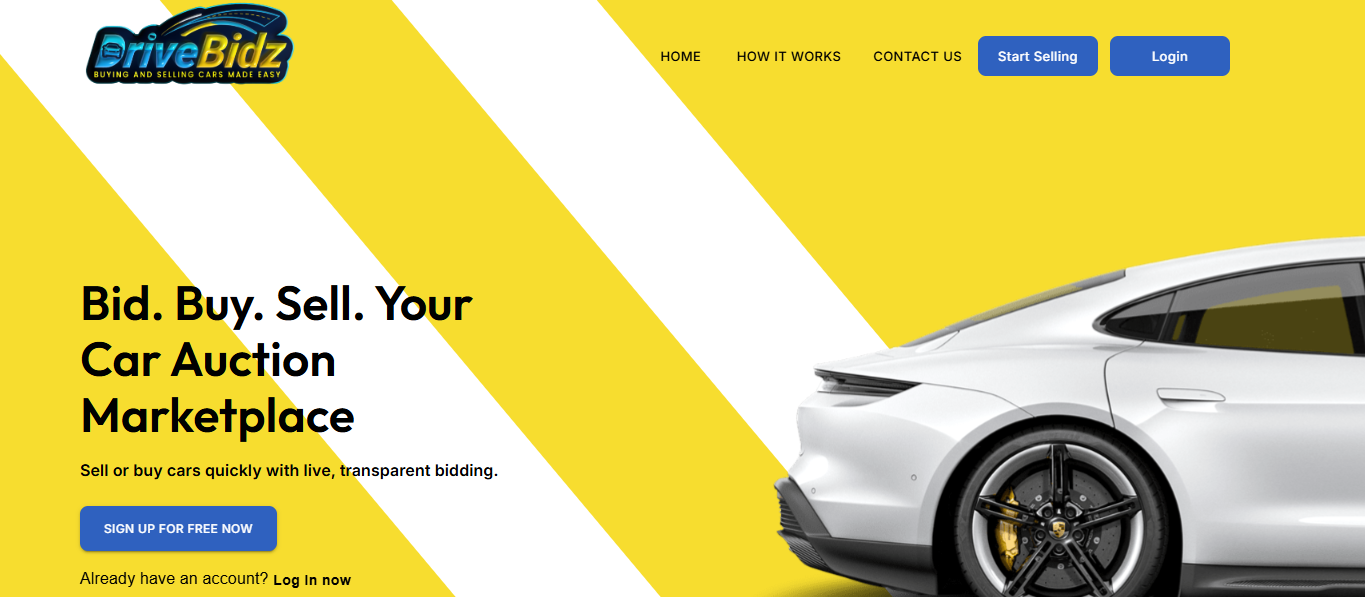 DriveBidz
BUYING AND SELLING CARS MADE EASY
HOME
HOW IT WORKS
CONTACT US
Start Selling
Login
Bid. Buy. Sell. Your
Car Auction
Marketplace
Sell or buy cars quickly with live, transparent bidding.
SIGN UP FOR FREE NOW
Already have an account? Log In now